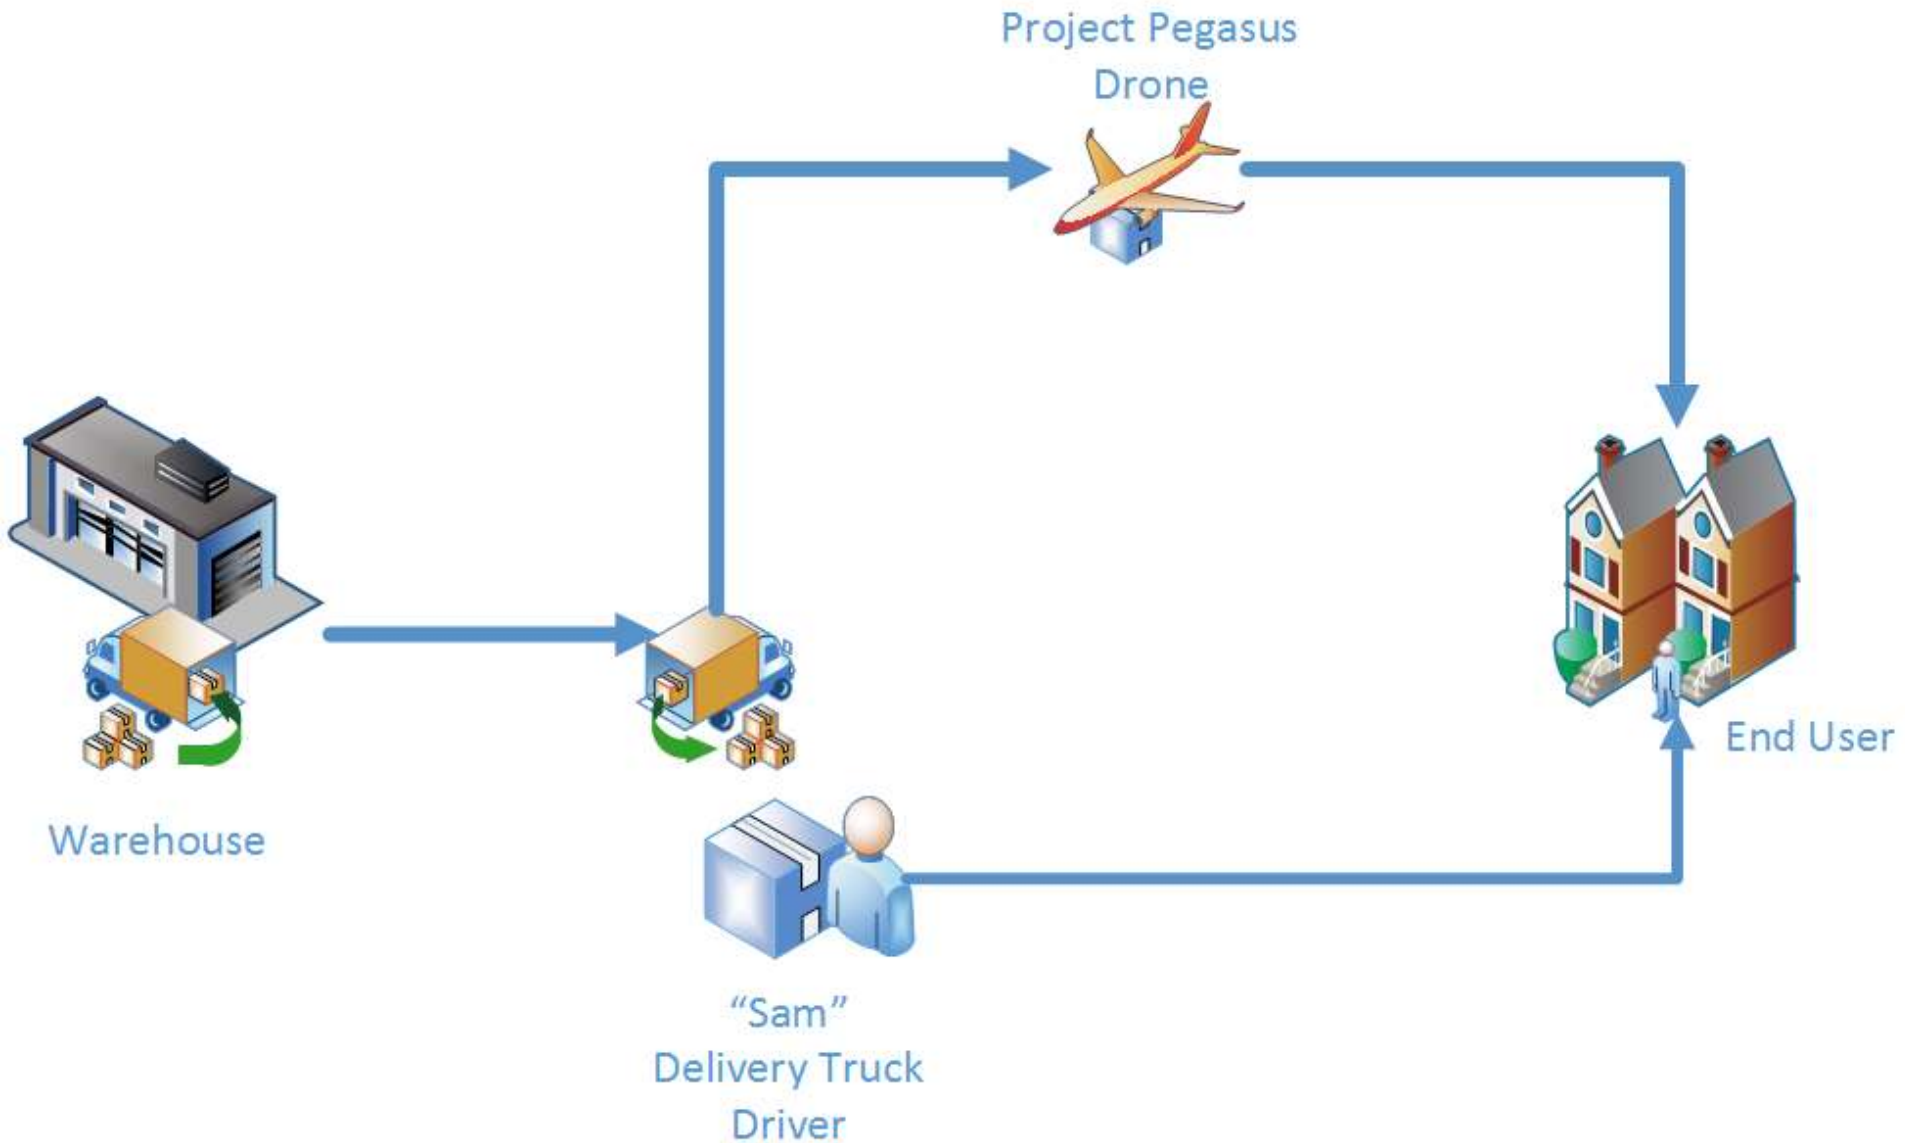 Project Pegasus
Drone
End User
Warehouse
“Sam”
Delivery Truck
Driver